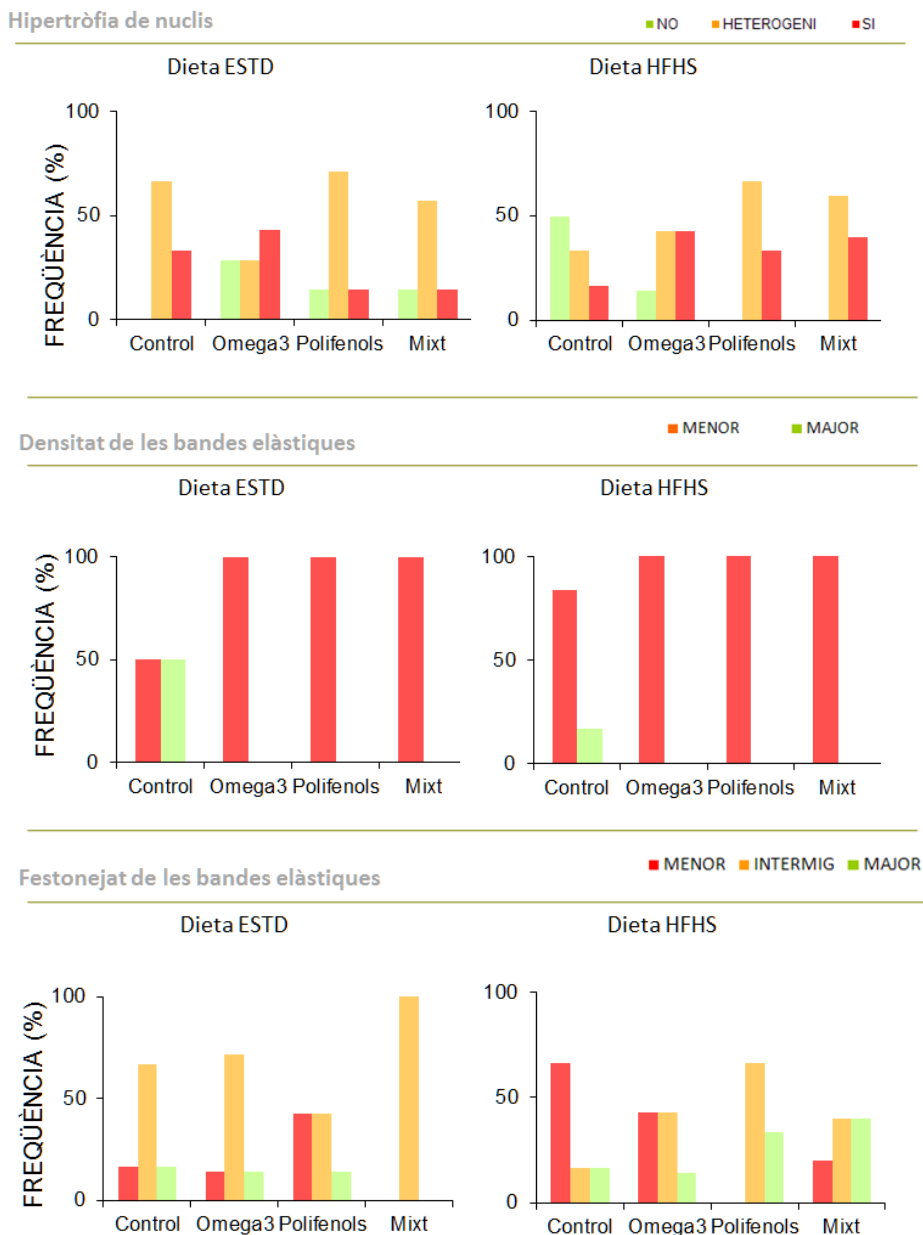 Hipertròfia de nuclis
NO HETEROGENI SI
Dieta ESTD
Dieta HFHS
FREQÜÈNCIA (%)
100
50
0
Control Omega3 Polifenols Mixt
100
50
0
Control Omega3 Polifenols Mixt
Densitat de les bandes elàstiques
MENOR MAJOR
Dieta ESTD
Dieta HFHS
FREQÜÈNCIA (%)
100
50
0
Control Omega3 Polifenols Mixt
100
50
0
Control Omega3 Polifenols Mixt
Festonejat de les bandes elàstiques
MENOR INTERMIG MAJOR
Dieta ESTD
Dieta HFHS
FREQÜÈNCIA (%)
100
50
0
Control Omega3 Polifenols Mixt
100
50
0
Control Omega3 Polifenols Mixt